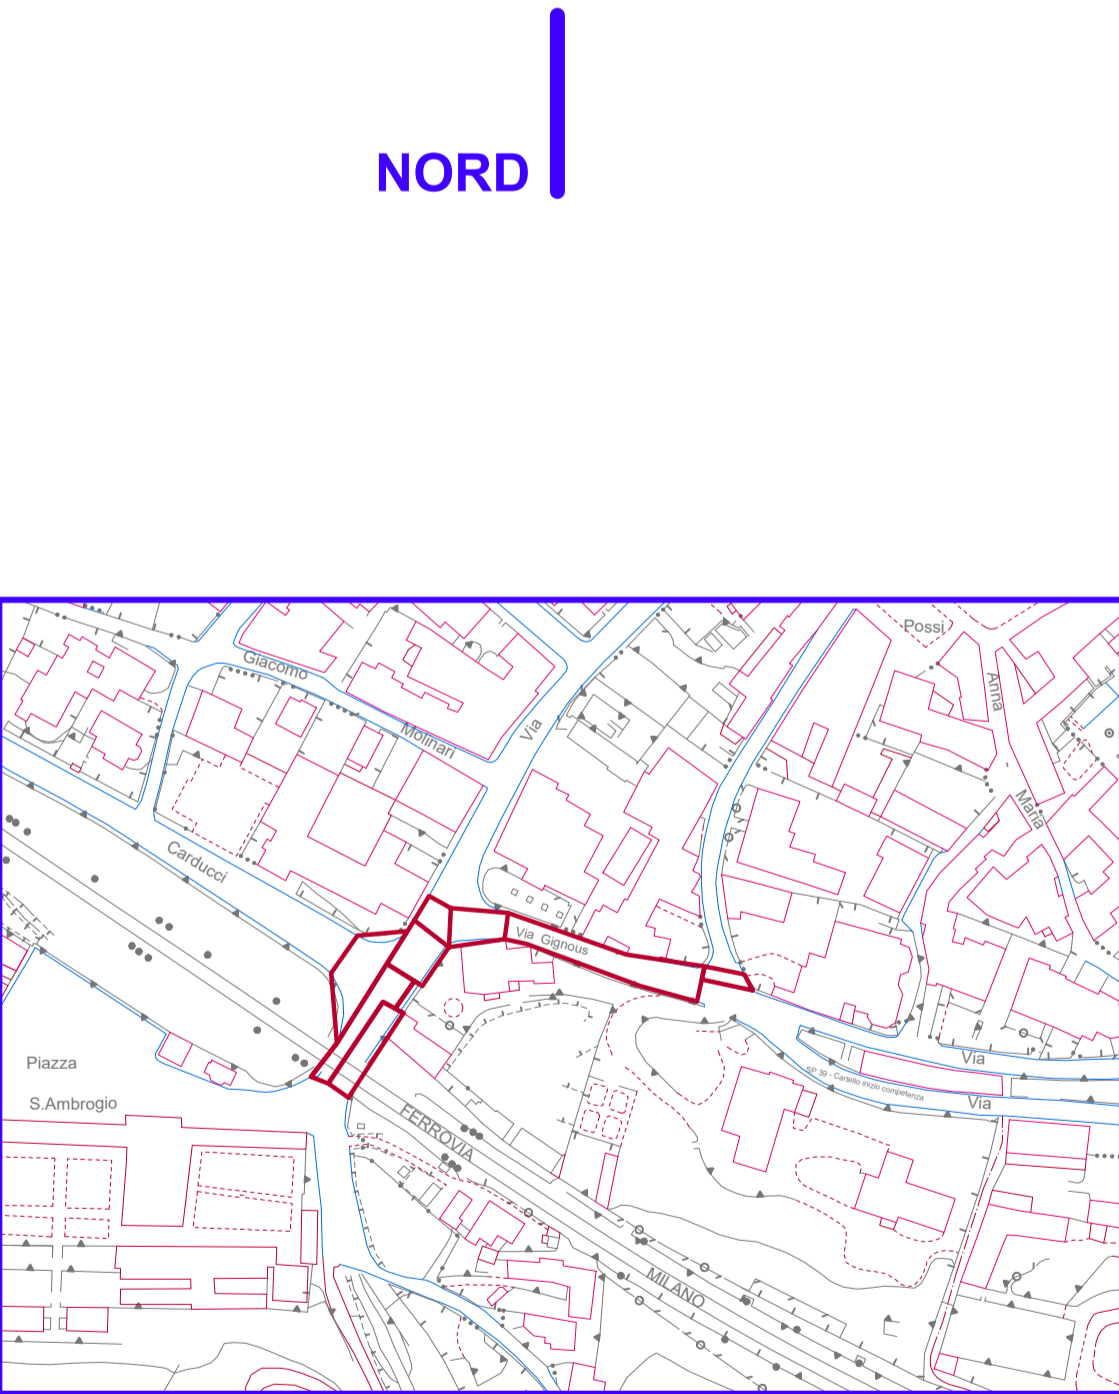 NORD
Possi
Giacomo
Anna
Via
Molinari
Maria
Carducci
Via Gignous
Via
Piazza
SP 39 - Cartello inizio competenza
S.Ambrogio
Via
FERROVIA
MILANO